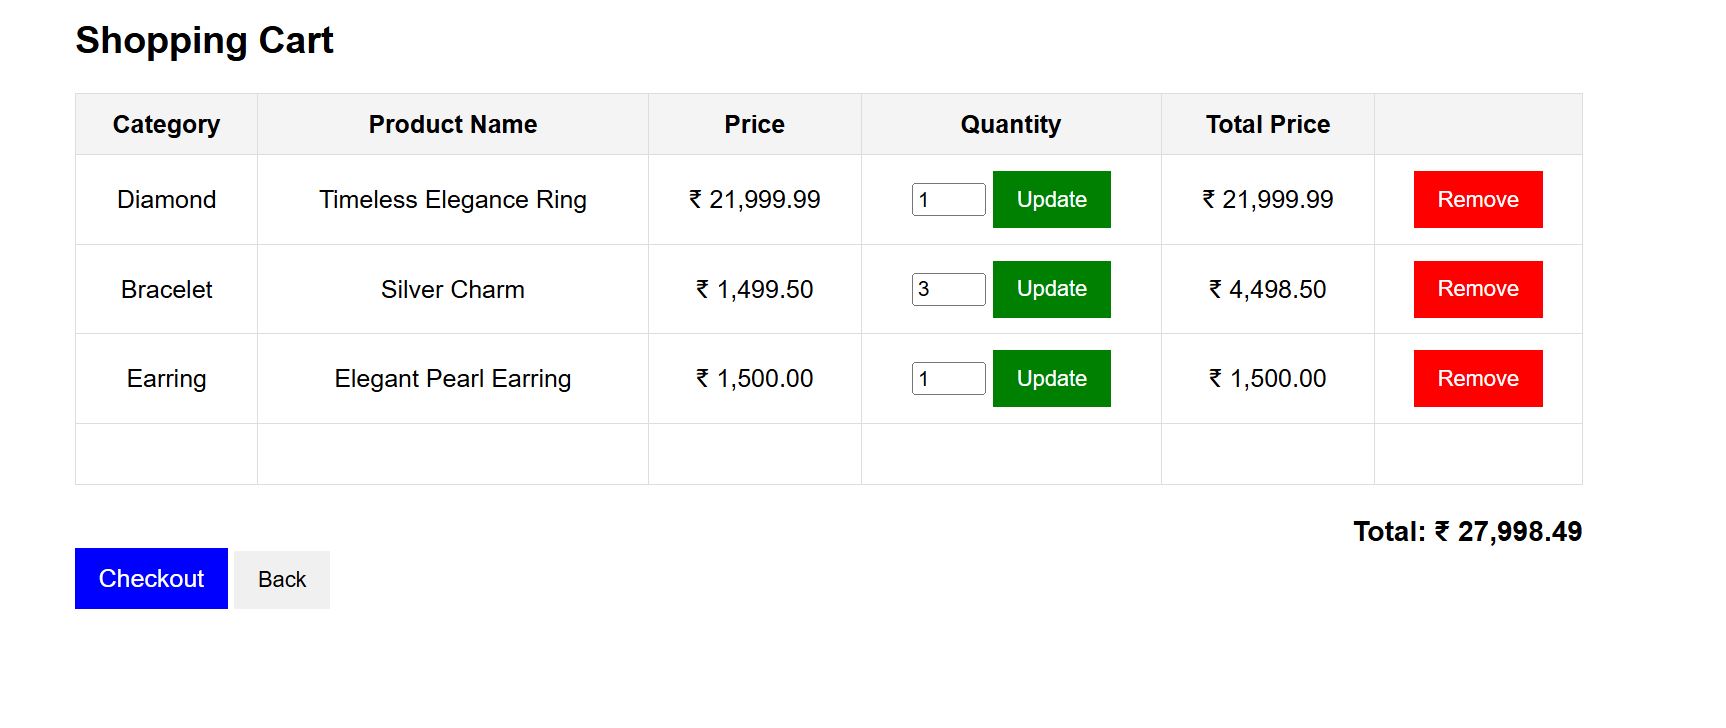 Shopping Cart
Category Product Name Price Quantity Total Price
Diamond Timeless Elegance Ring ₹ 21,999.99 1 Update ₹ 21,999.99 Remove
Bracelet Silver Charm ₹ 1,499.50 3 Update ₹ 4,498.50 Remove
Earring Elegant Pearl Earring ₹ 1,500.00 1 Update ₹ 1,500.00 Remove
Total: ₹ 27,998.49
Checkout Back